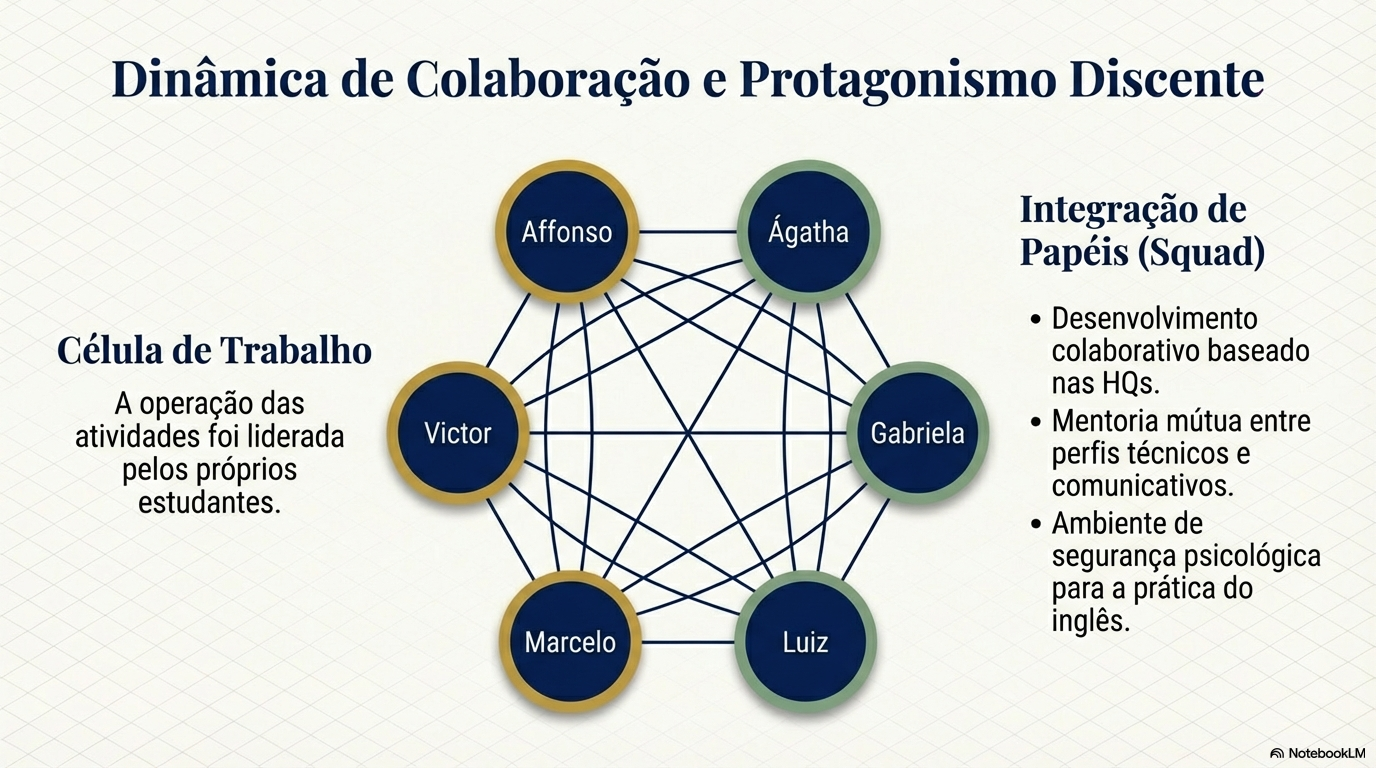 Dinâmica de Colaboração e Protagonismo Discente
Célula de Trabalho
A operação das
atividades foi liderada
pelos próprios
estudantes.
Affonso
Ágatha
Victor
Gabriela
Marcelo
Luiz
Integração de
Papéis (Squad)
• Desenvolvimento
colaborativo baseado
nas HQs.
• Mentoria mútua entre
perfis técnicos e
comunicativos.
• Ambiente de
segurança psicológica
para a prática do
inglês.
NotebookLM